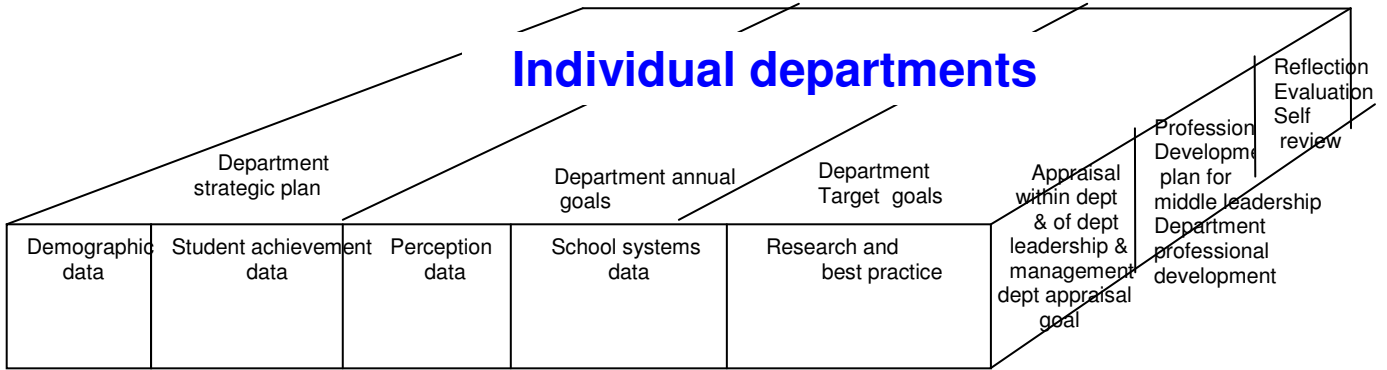 Individual departments
Department
strategic plan
Department annual
goals
Department
Target goals
Demographic
data
Student achievement
data
Perception
data
School systems
data
Research and
best practice
Appraisal
within dept
& of dept
leadership &
management
dept appraisal
goal
Profession
Developme
plan for
middle leadership
Department
professional
development
Reflection
Evaluation
Self
review